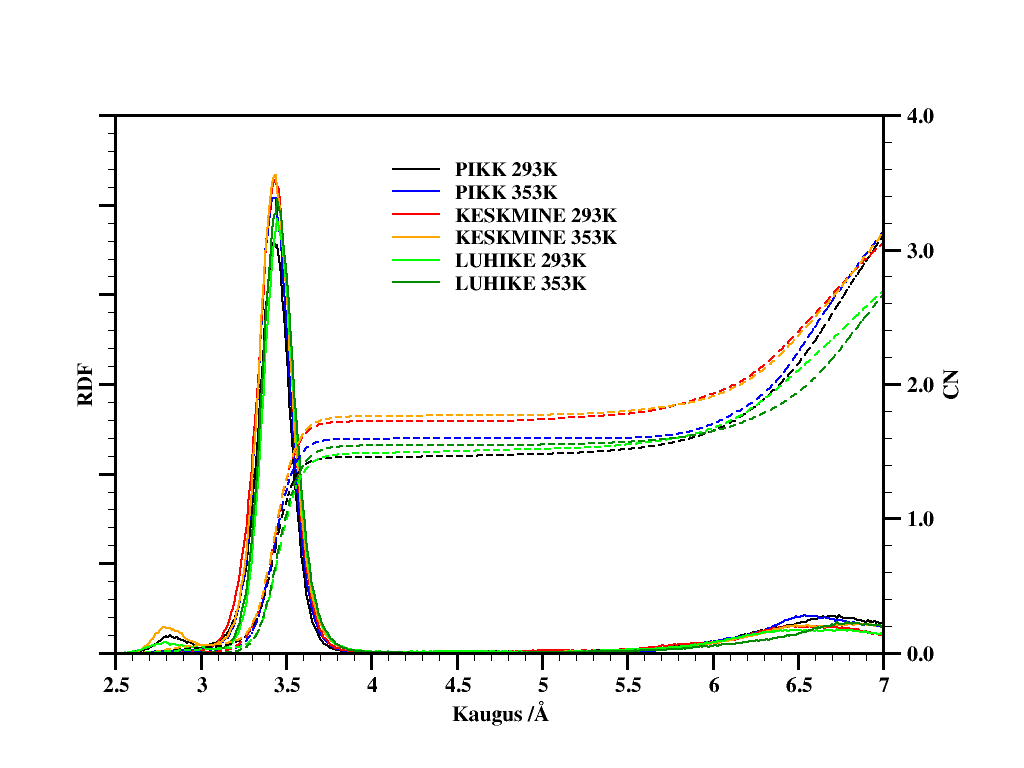 4.0
PIKK 293K
PIKK 353K
KESKMINE 293K
KESKMINE 353K
LUHIKE 293K
LUHIKE 353K
3.0
RDF
2.0
CN
1.0
0.0
2.5 3 3.5 4 4.5 5 5.5 6 6.5 7
Kaugus /Å